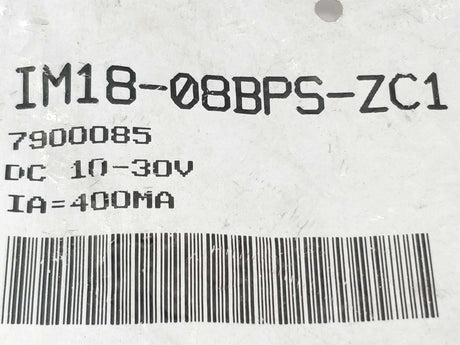 IM18-08BPS-ZC1
7900085
DC 10-30V
IA=400MA